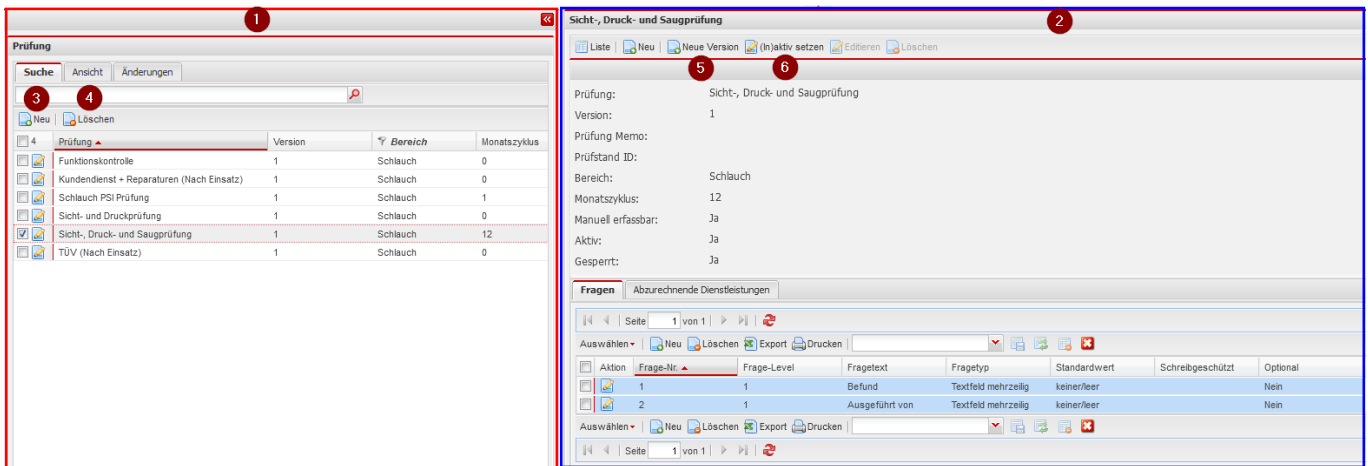 1
Prüfung
Suche Ansicht Änderungen
3 4
Neu Löschen
4 Prüfung Version Bereich Monatszyklus
Funktionskontrolle 1 Schlauch 0
Kundendienst + Reparaturen (Nach Einsatz) 1 Schlauch 0
Schlauch PSI Prüfung 1 Schlauch 1
Sicht- und Druckprüfung 1 Schlauch 0
Sicht-, Druck- und Saugprüfung 1 Schlauch 12
TÜV (Nach Einsatz) 1 Schlauch 0
Sicht-, Druck- und Saugprüfung 2
Liste Neu Neue Version (In)aktiv setzen Editieren Löschen
5 6
Prüfung: Sicht-, Druck- und Saugprüfung
Version: 1
Prüfung Memo:
Prüfstand ID:
Bereich: Schlauch
Monatszyklus: 12
Manuell erfassbar: Ja
Aktiv: Ja
Gesperrt: Ja
Fragen Abzurechnende Dienstleistungen
Seite 1 von 1
Auswählen Neu Löschen Export Drucken
Aktion Frage-Nr. Frage-Level Fragetext Fragetyp Standardwert Schreibgeschützt Optional
1 1 Befund Textfeld mehrzeilig keiner/leer Nein
2 1 Ausgeführt von Textfeld mehrzeilig keiner/leer Nein
Auswählen Neu Löschen Export Drucken
Seite 1 von 1